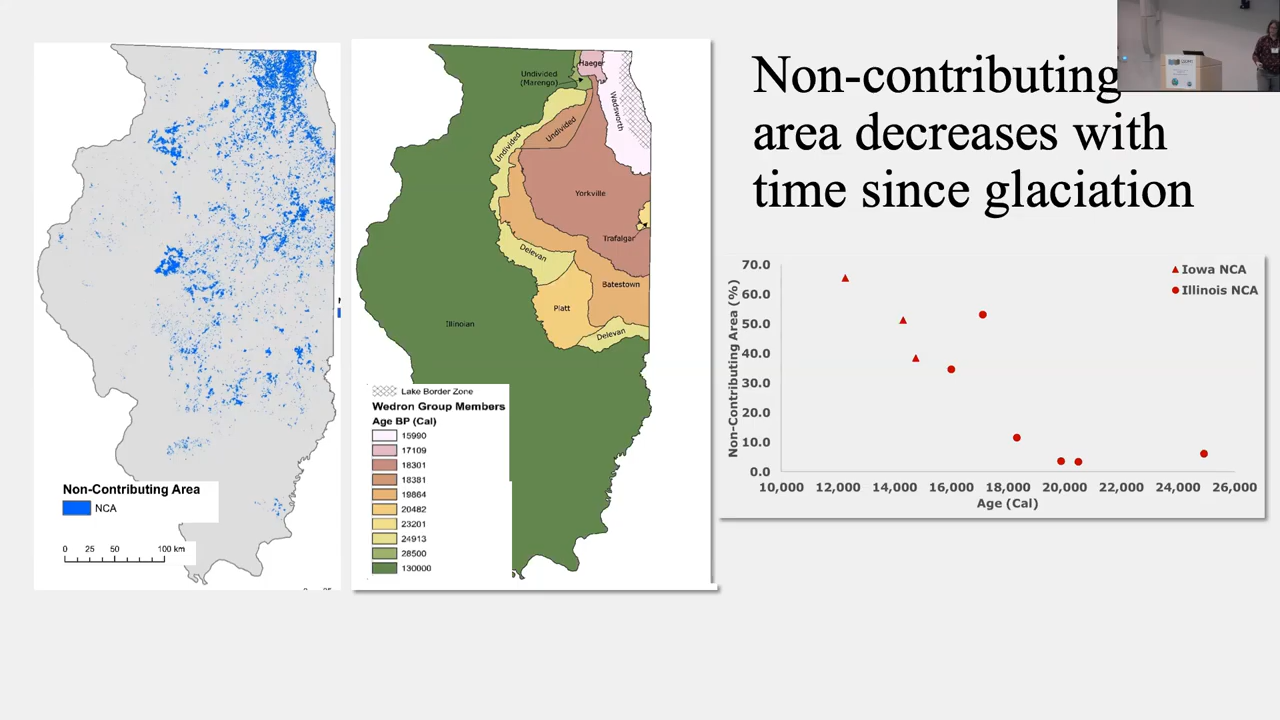 Non-contributing
area decreases with
time since glaciation
Non-Contributing Area
NCA
0 25 50 100 km
Undivided
(Marengo)
Haeger
Wadsworth
Undivided
Undivided
Yorkville
Trafalgar
Delevan
Batestown
Platt
Illinoian
Delevan
Lake Border Zone
Wedron Group Members
Age BP (Cal)
15990
17109
18301
18381
19864
20482
23201
24913
28500
130000
Iowa NCA
Illinois NCA
Non-Contributing Area (%)
70.0
60.0
50.0
40.0
30.0
20.0
10.0
0.0
10,000 12,000 14,000 16,000 18,000 20,000 22,000 24,000 26,000
Age (Cal)